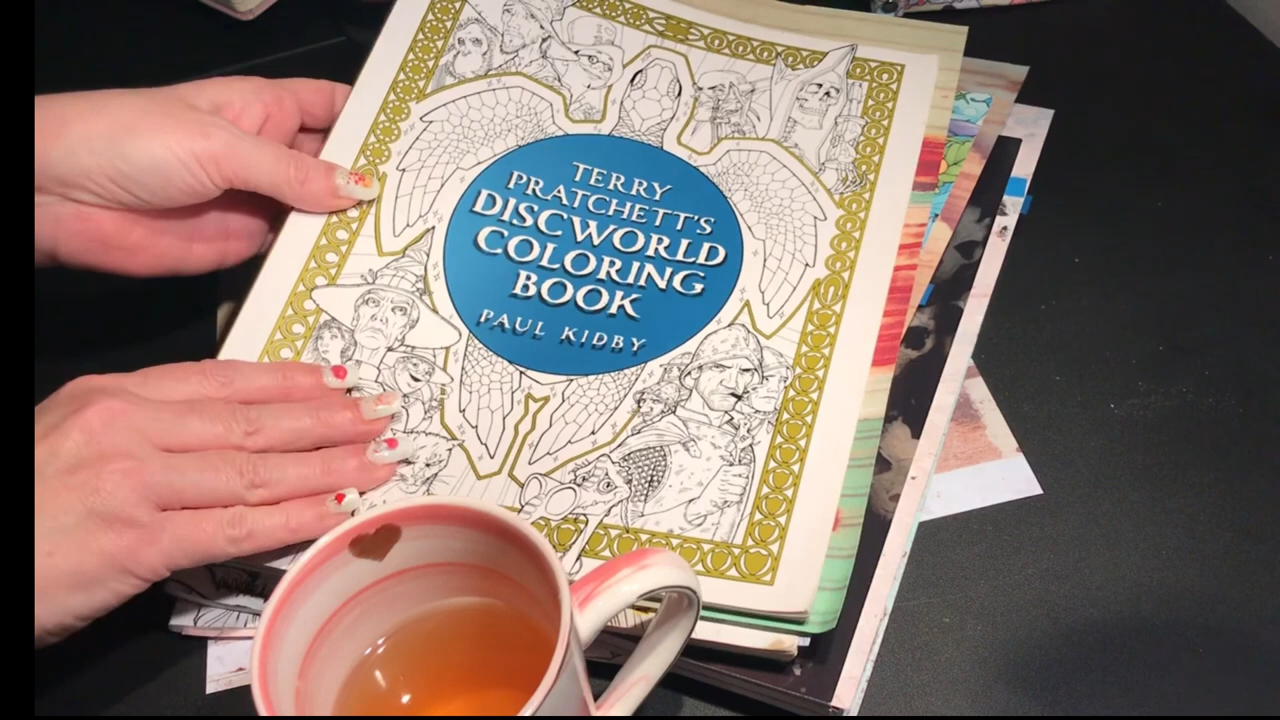 TERRY
PRATCHETT'S
DISCWORLD
COLORING
BOOK
PAUL KIDBY